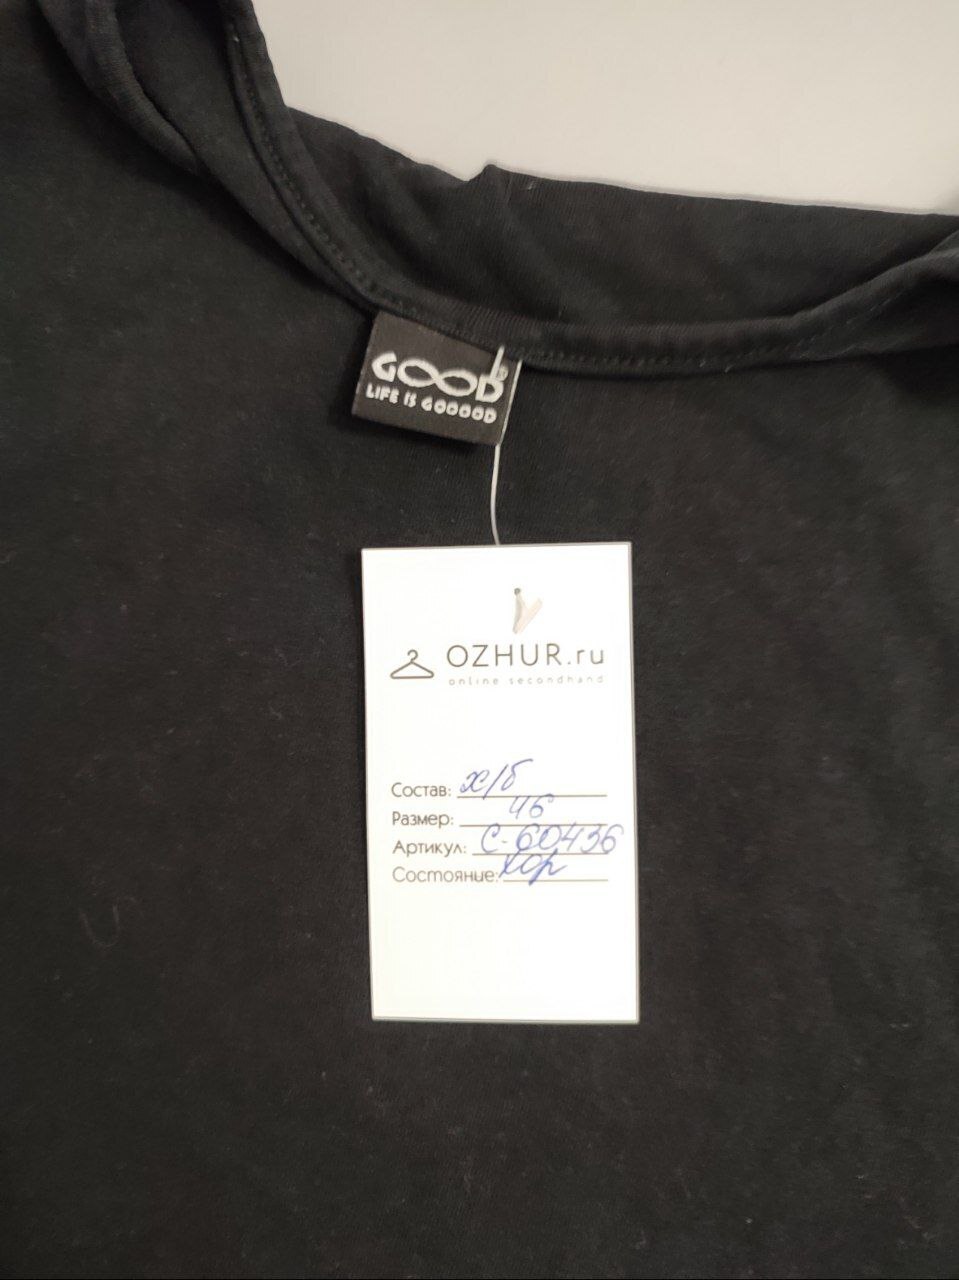 GOOD®
LIFE IS GOOOOD
OZHUR.ru
online secondhand
Состав: х/б
Размер: 46
Артикул: С-60436
Состояние: хор